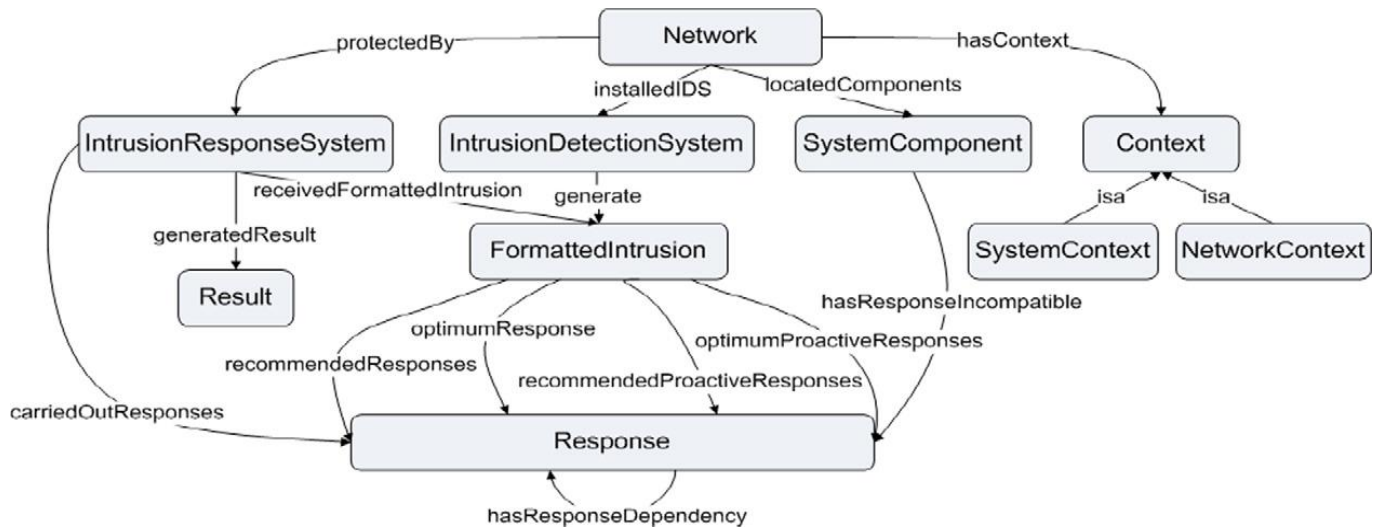 Network
protectedBy
hasContext
installedIDS
locatedComponents
IntrusionResponseSystem
IntrusionDetectionSystem
SystemComponent
Context
receivedFormattedIntrusion
generate
isa
isa
generatedResult
FormattedIntrusion
SystemContext
NetworkContext
Result
hasResponseIncompatible
optimumResponse
optimumProactiveResponses
recommendedResponses
recommendedProactiveResponses
carriedOutResponses
Response
hasResponseDependency